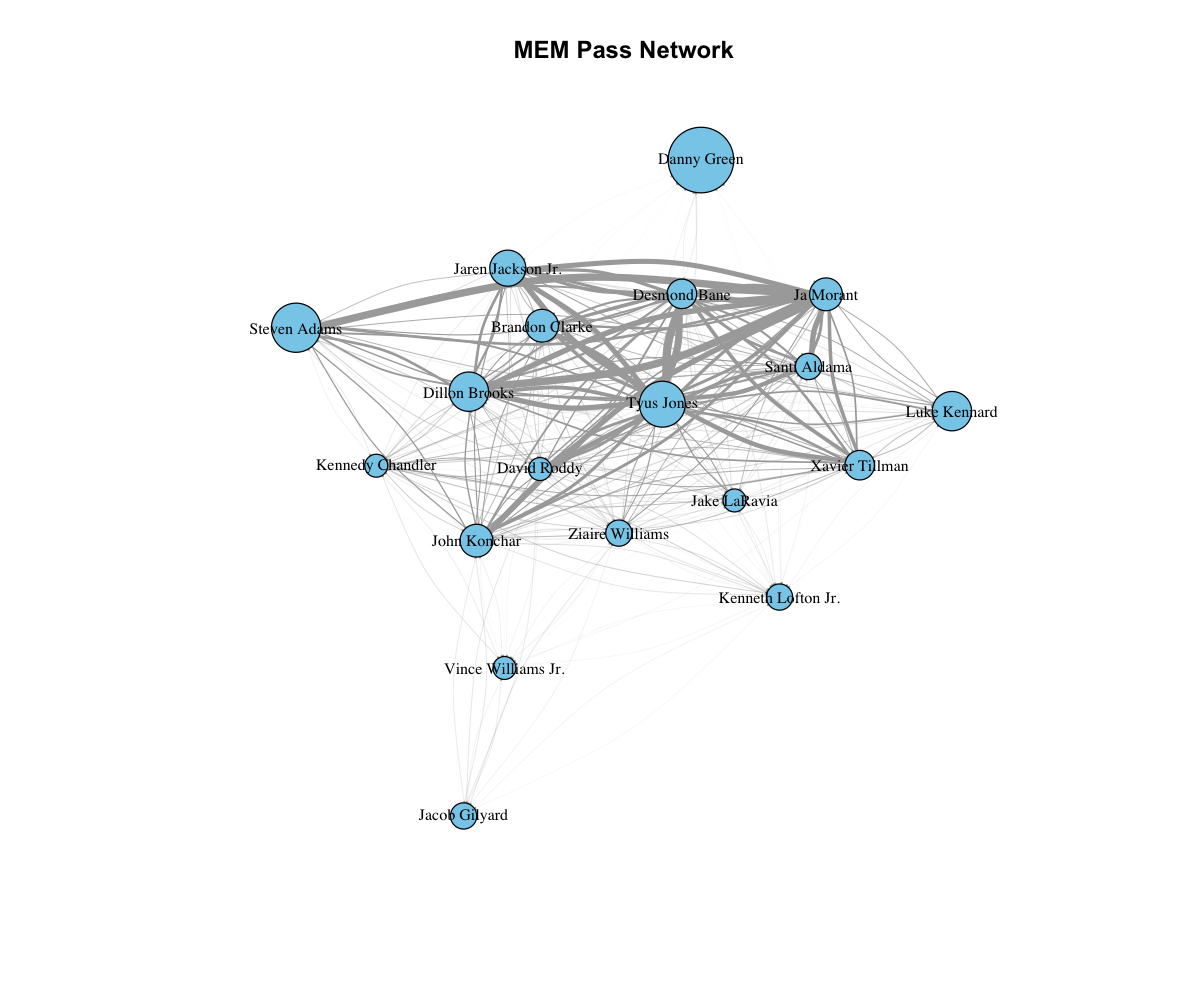 MEM Pass Network
Danny Green
Jaren Jackson Jr.
Desmond Bane
Ja Morant
Steven Adams
Brandon Clarke
Santi Aldama
Dillon Brooks
Tyus Jones
Luke Kennard
Kennedy Chandler
David Roddy
Xavier Tillman
Jake LaRavia
John Konchar
Ziaire Williams
Kenneth Lofton Jr.
Vince Williams Jr.
Jacob Gilyard